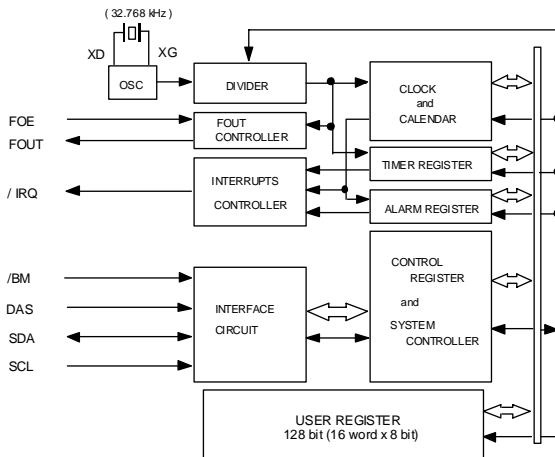 ( 32.768 kHz )
XD
XG
OSC
DIVIDER
CLOCK
and
CALENDAR
FOE
FOUT
FOUT
CONTROLLER
TIMER REGISTER
/ IRQ
INTERRUPTS
CONTROLLER
ALARM REGISTER
/BM
DAS
SDA
SCL
INTERFACE
CIRCUIT
CONTROL
REGISTER
and
SYSTEM
CONTROLLER
USER REGISTER
128 bit (16 word x 8 bit)